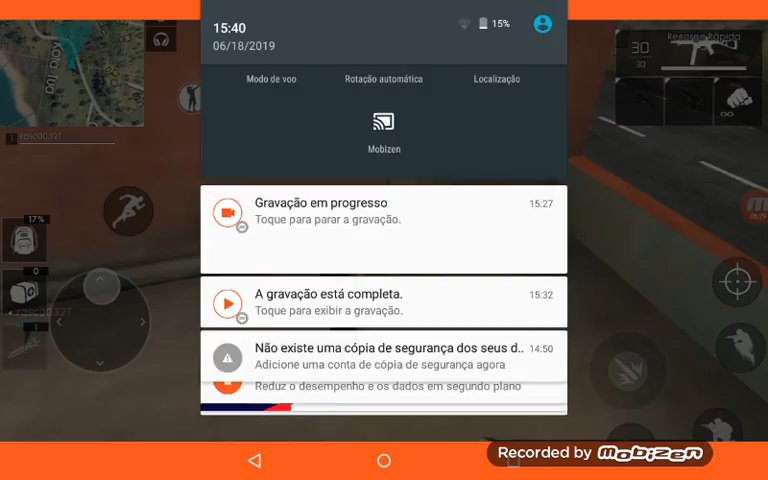 15:40
15%
06/18/2019
Modo de voo
Rotação automática
Localização
Mobizen
Gravação em progresso
15:27
Toque para parar a gravação.
A gravação está completa.
15:32
Toque para exibir a gravação.
Não existe uma cópia de segurança dos seus d..
14:50
Adicione uma conta de cópia de segurança agora
Reduz o desempenho e os dados em segundo plano
30
30
17%
0
1
Recorded by mobizen